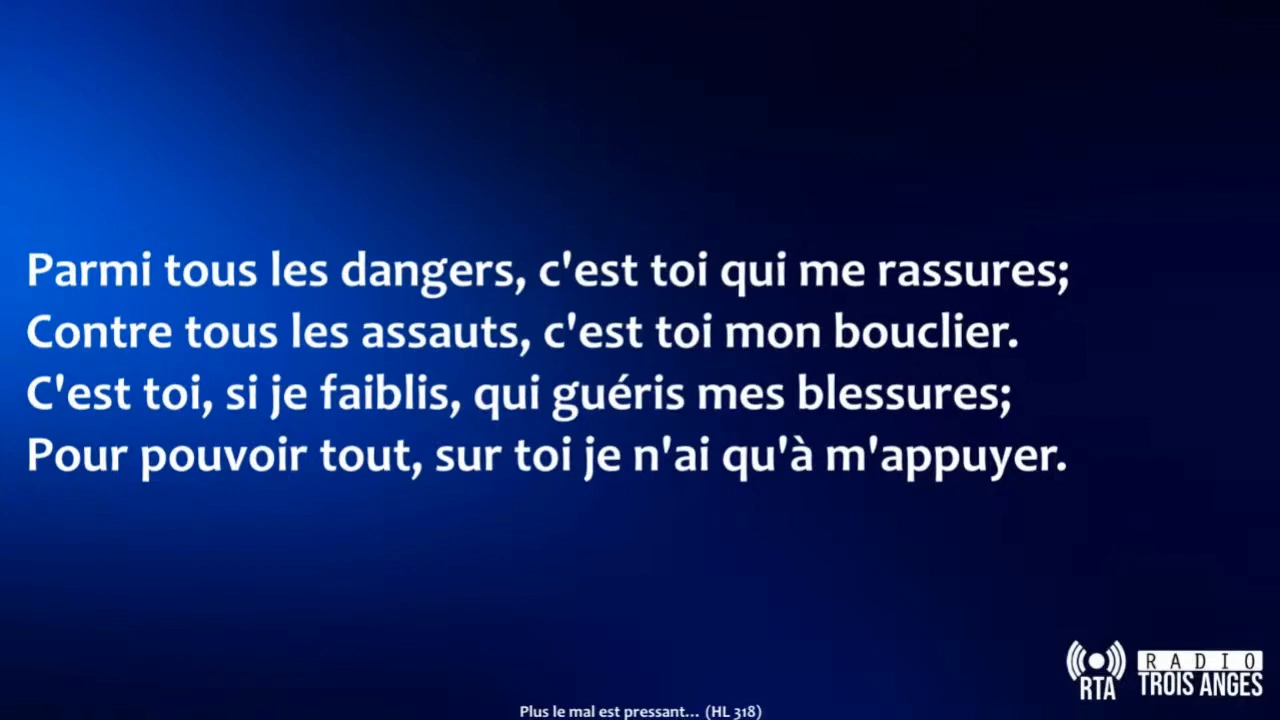 Parmi tous les dangers, c'est toi qui me rassures;
Contre tous les assauts, c'est toi mon bouclier.
C'est toi, si je faiblis, qui guéris mes blessures;
Pour pouvoir tout, sur toi je n'ai qu'à m'appuyer.
RTA
RADIO
TROIS ANGES
Plus le mal est pressant... (HL 318)